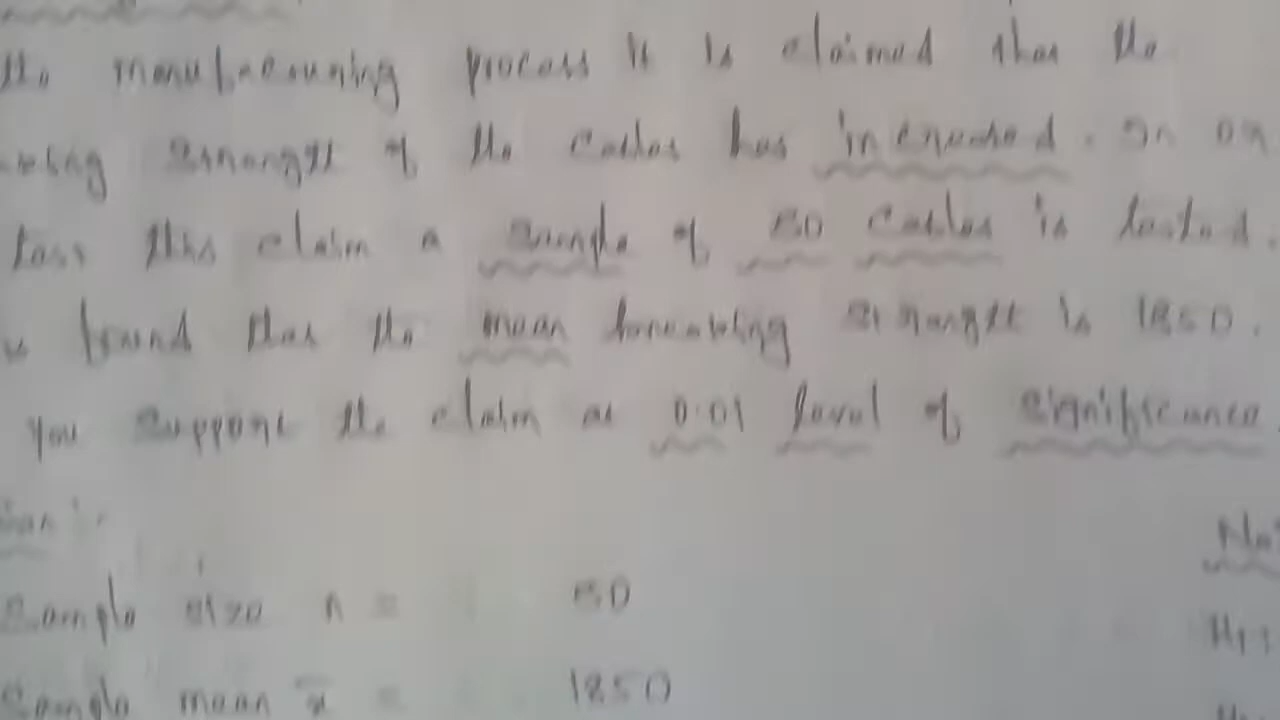 the manufacturing process it is claimed that the
strength of the cables has increased. In or
test this claim a sample of 50 cables is tested.
is found that the mean breaking strength is 1850.
you support the claim at 0.01 level of significance
Sample size n = 50
Sample mean x̄ = 1850